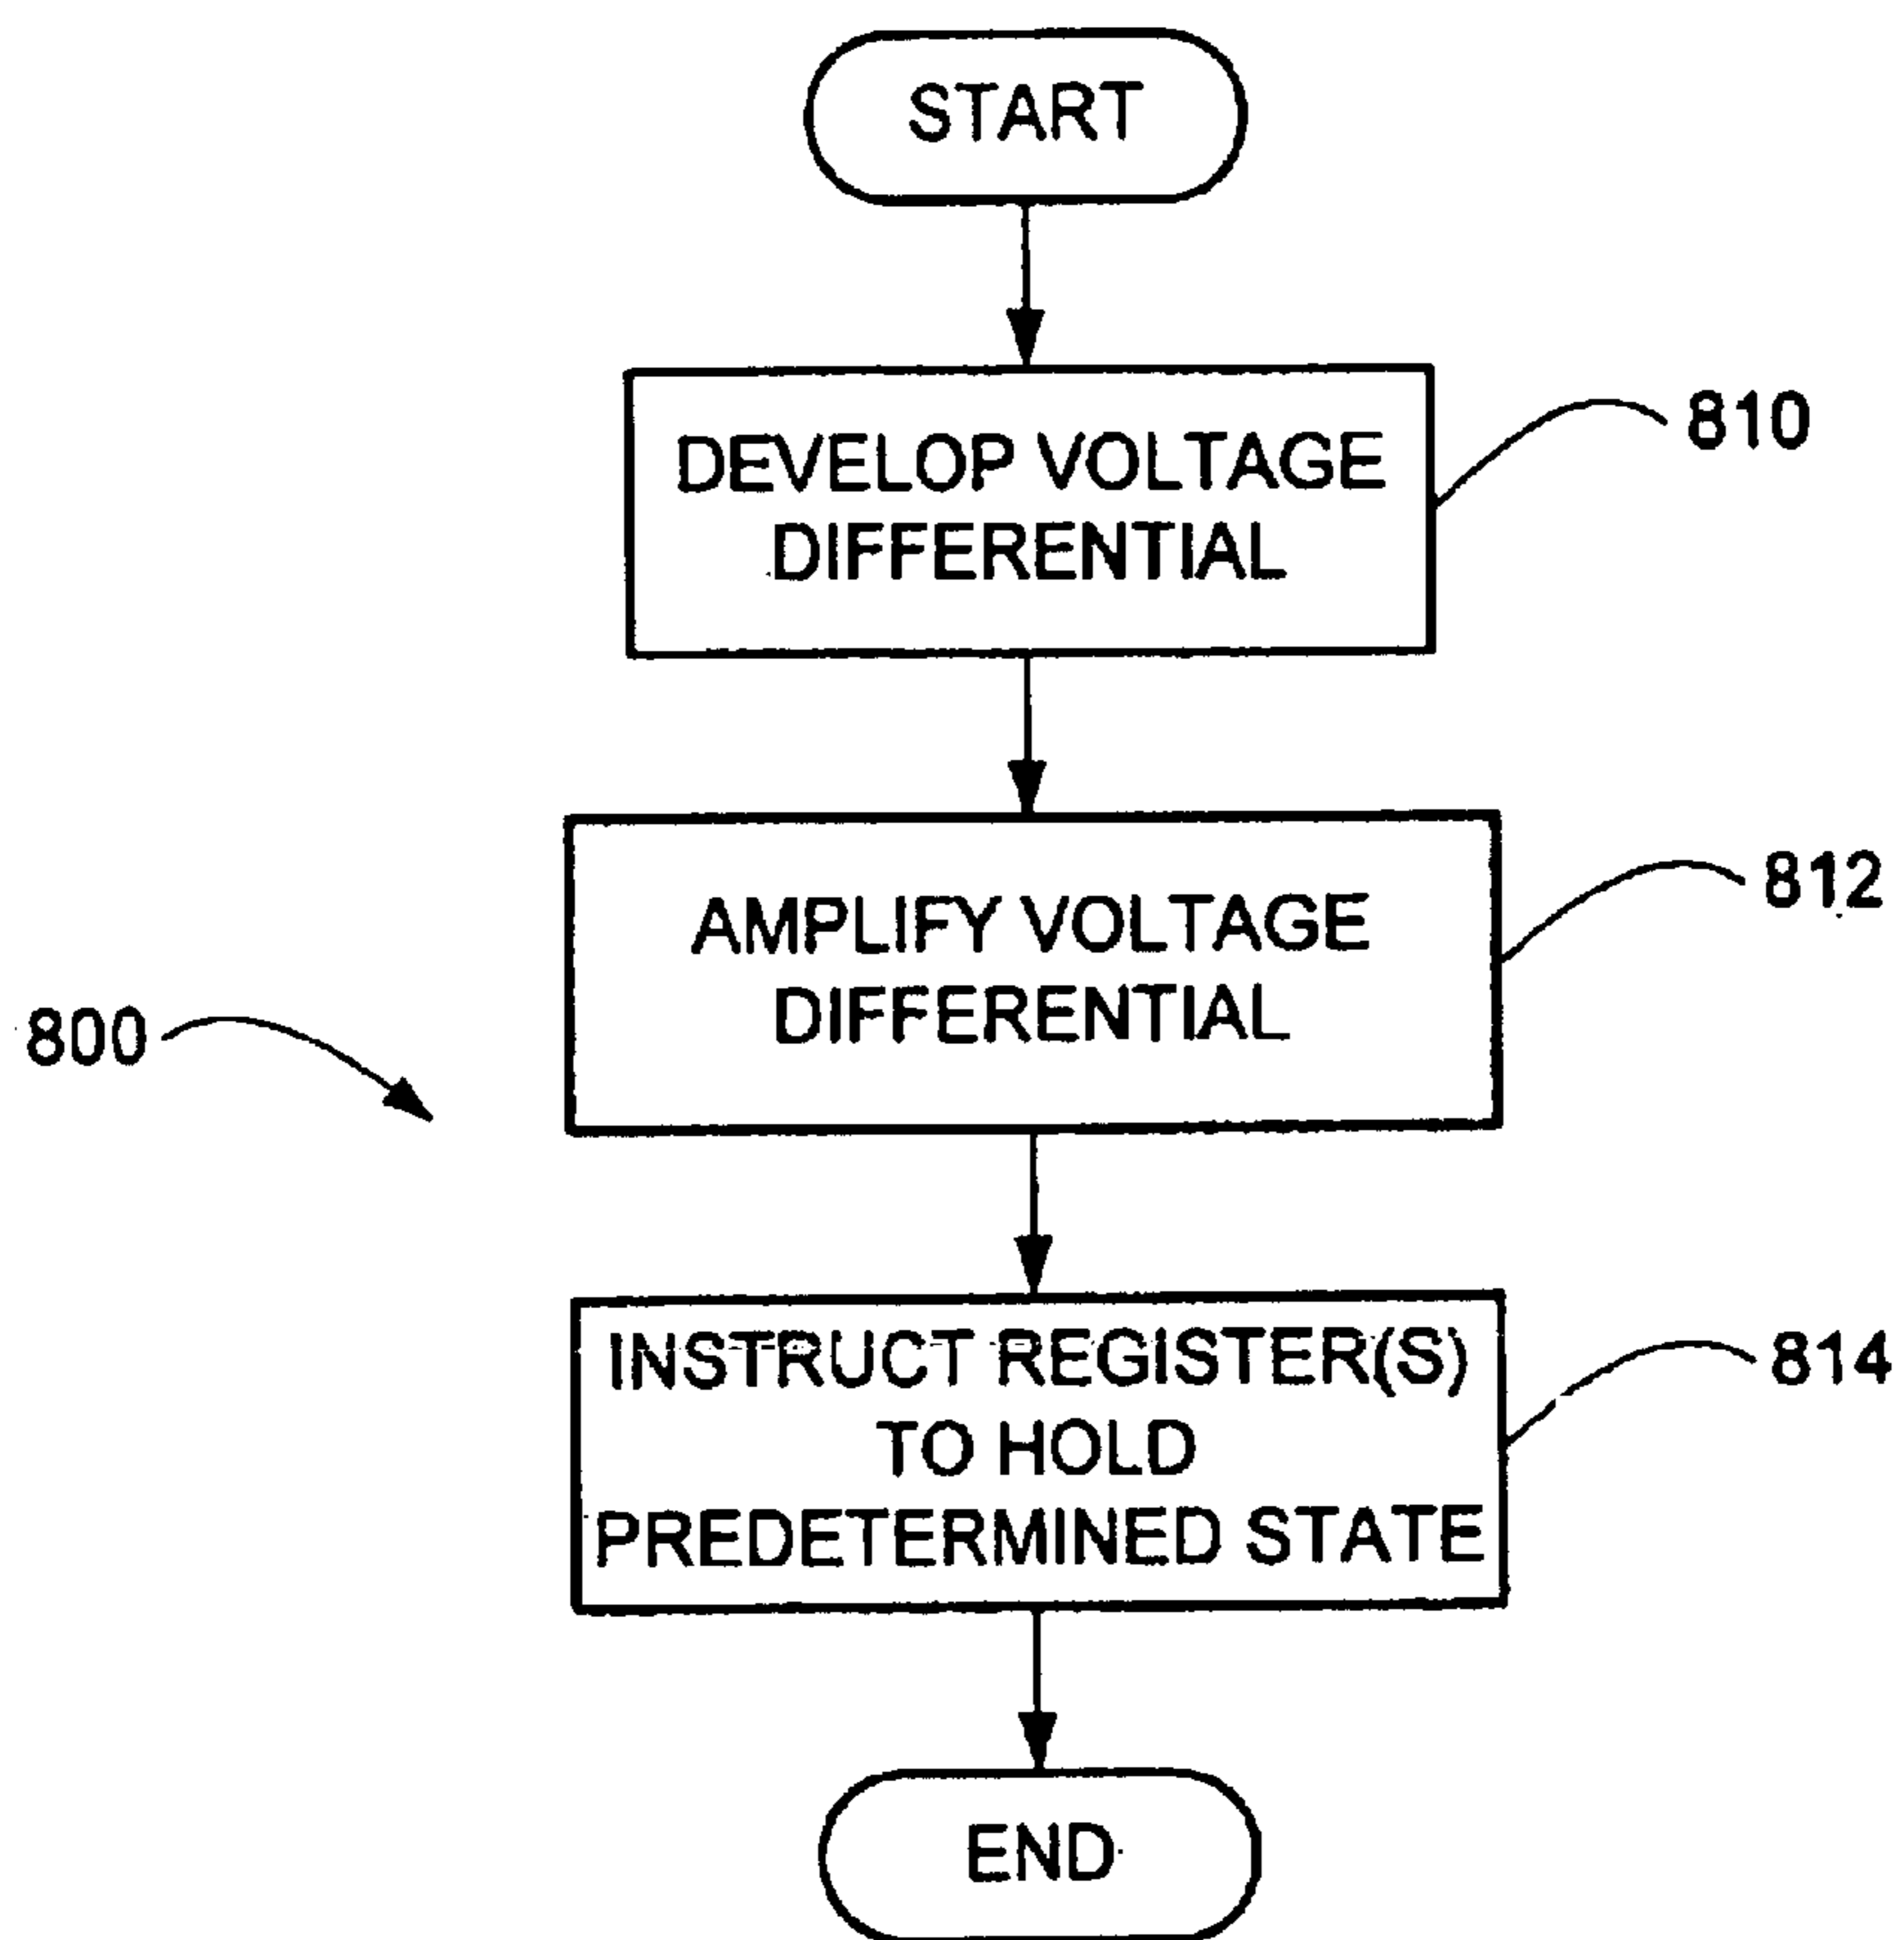 START
DEVELOP VOLTAGE
DIFFERENTIAL
810
AMPLIFY VOLTAGE
DIFFERENTIAL
812
800
INSTRUCT REGISTER(S)
TO HOLD
PREDETERMINED STATE
814
END